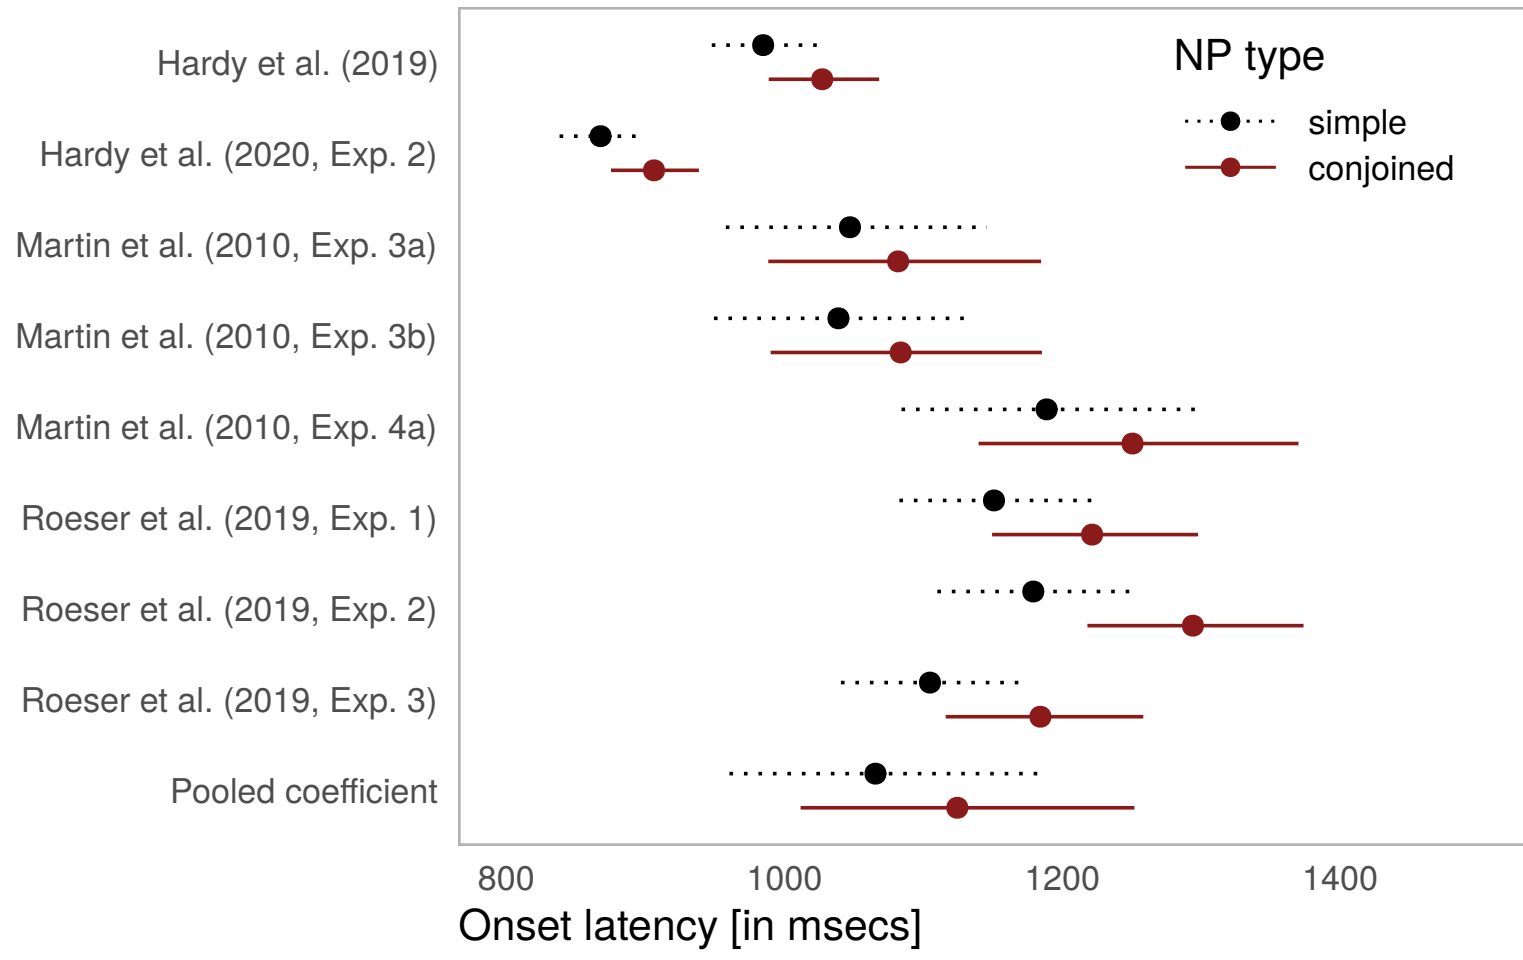 Hardy et al. (2019)
Hardy et al. (2020, Exp. 2)
Martin et al. (2010, Exp. 3a)
Martin et al. (2010, Exp. 3b)
Martin et al. (2010, Exp. 4a)
Roeser et al. (2019, Exp. 1)
Roeser et al. (2019, Exp. 2)
Roeser et al. (2019, Exp. 3)
Pooled coefficient
NP type
simple
conjoined
800 1000 1200 1400
Onset latency [in msecs]